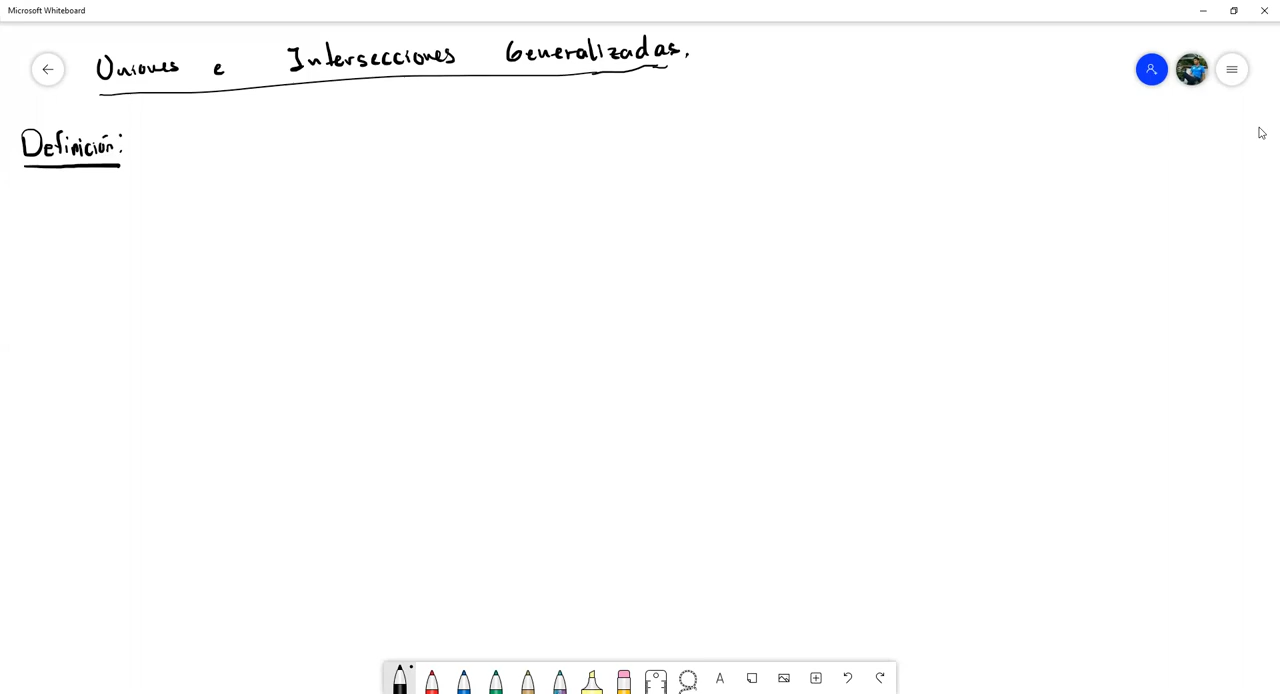 Microsoft Whiteboard
Uniones e Intersecciones Generalizadas.
Definición:
A